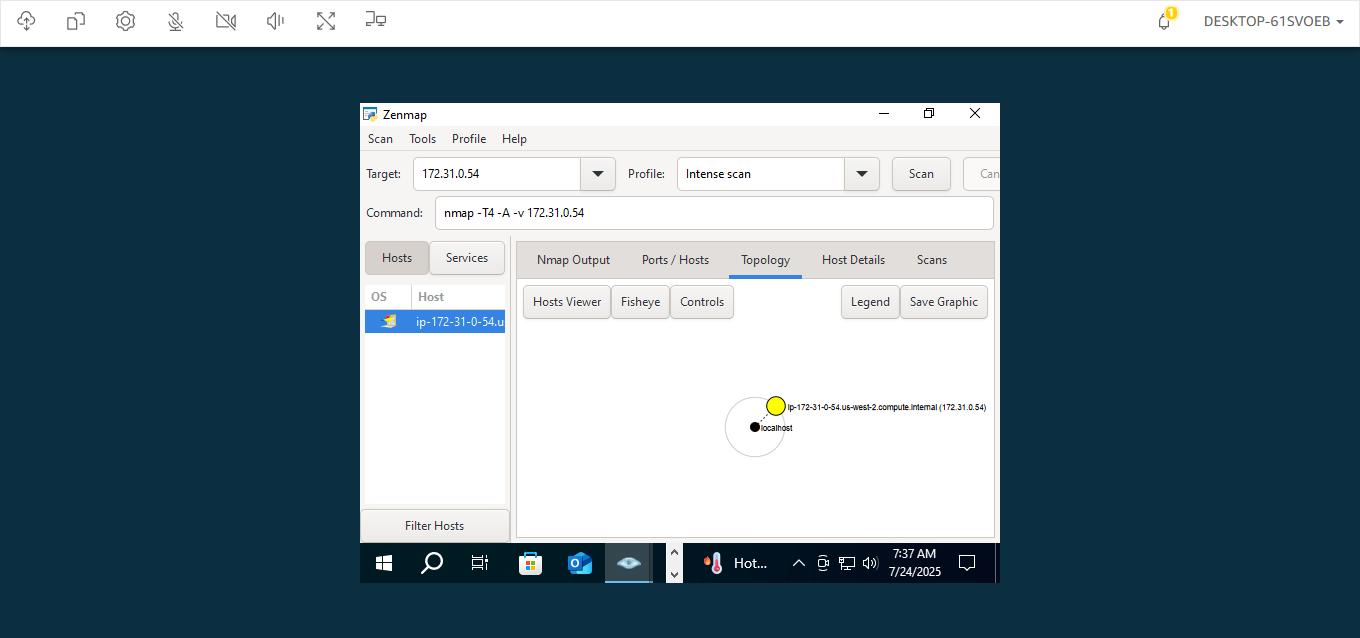 1
DESKTOP-61SVOEB
Zenmap
Scan Tools Profile Help
Target: 172.31.0.54 Profile: Intense scan Scan Can
Command: nmap -T4 -A -v 172.31.0.54
Hosts Services
Nmap Output Ports / Hosts Topology Host Details Scans
OS Host
Hosts Viewer Fisheye Controls Legend Save Graphic
ip-172-31-0-54.u
ip-172-31-0-54.us-west-2.compute.internal (172.31.0.54)
localhost
Filter Hosts
Hot...
7:37 AM
7/24/2025